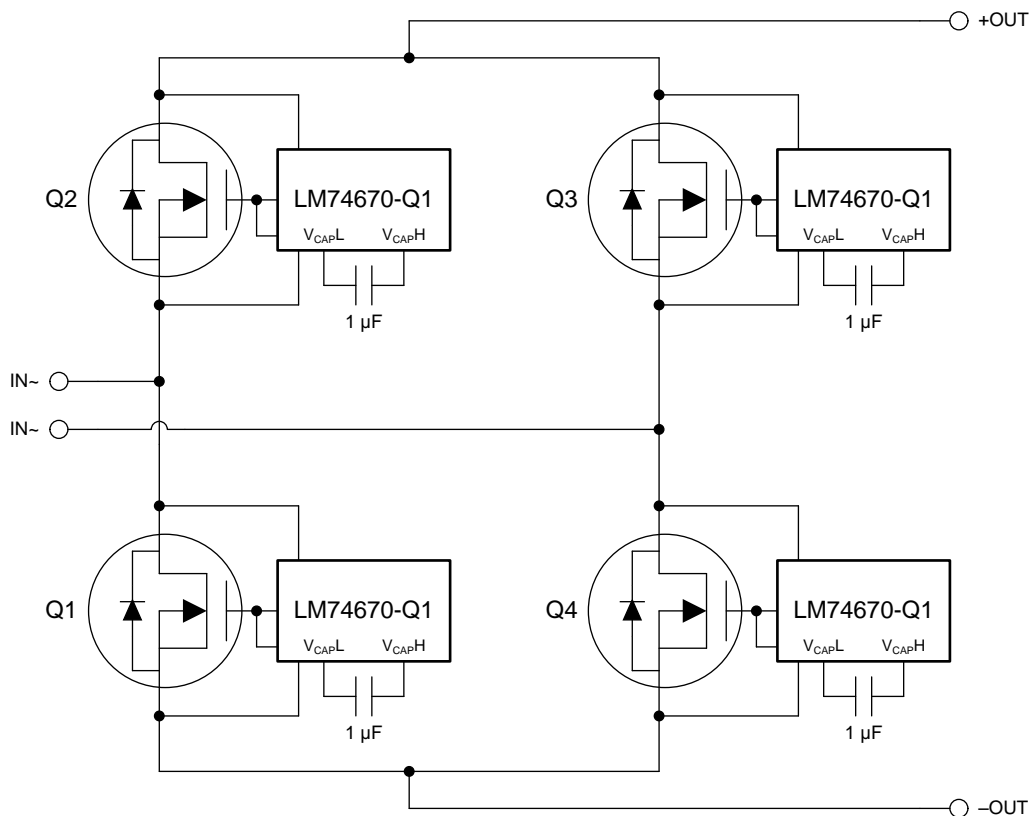 +OUT
Q2
LM74670-Q1
VCAPL VCAPH
1 µF
Q3
LM74670-Q1
VCAPL VCAPH
1 µF
IN~
IN~
Q1
LM74670-Q1
VCAPL VCAPH
1 µF
Q4
LM74670-Q1
VCAPL VCAPH
1 µF
–OUT